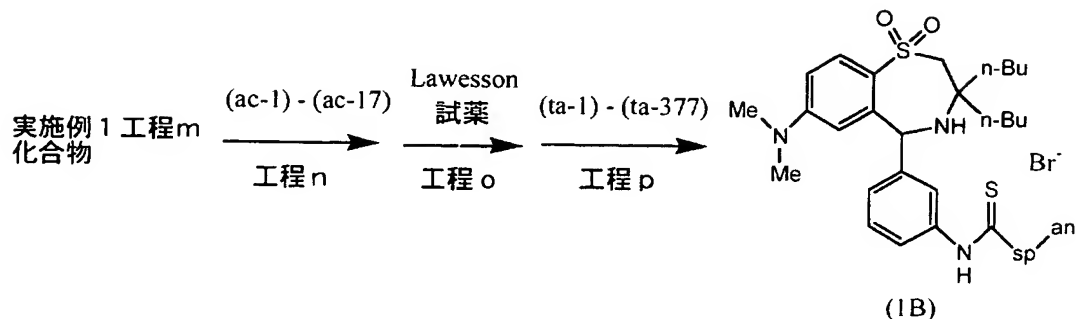 実施例１工程ｍ
化合物
(ac-1) - (ac-17)
工程ｎ
Lawesson
試薬
工程ｏ
(ta-1) - (ta-377)
工程ｐ
O O
S
n-Bu
n-Bu
NH
Me
N
Me
Br-
S
N
H
sp
an
(1B)